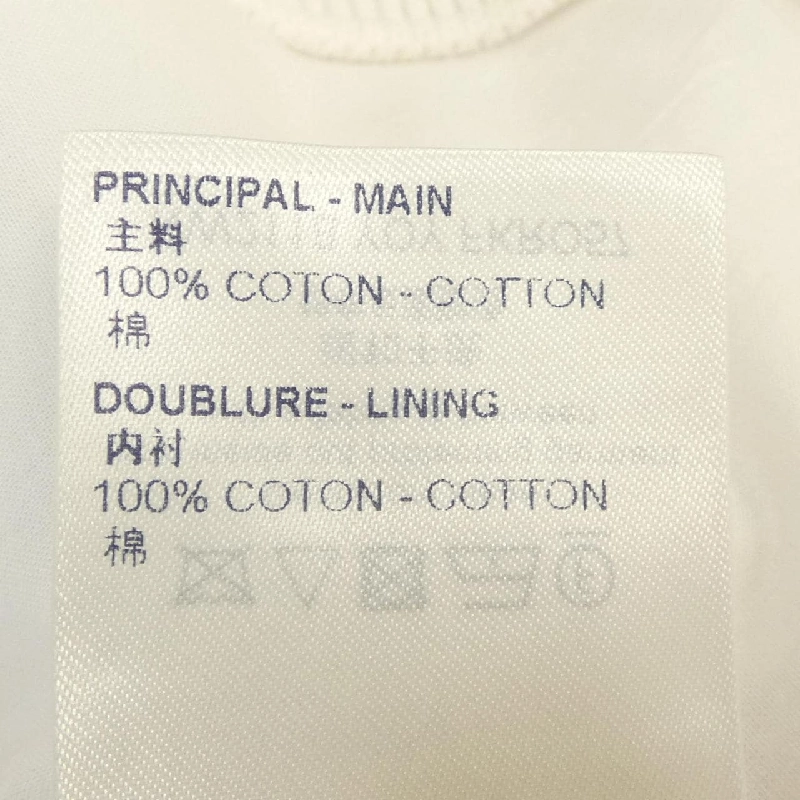 PRINCIPAL - MAIN
主料
100% COTON - COTTON
棉
DOUBLURE - LINING
内衬
100% COTON - COTTON
棉